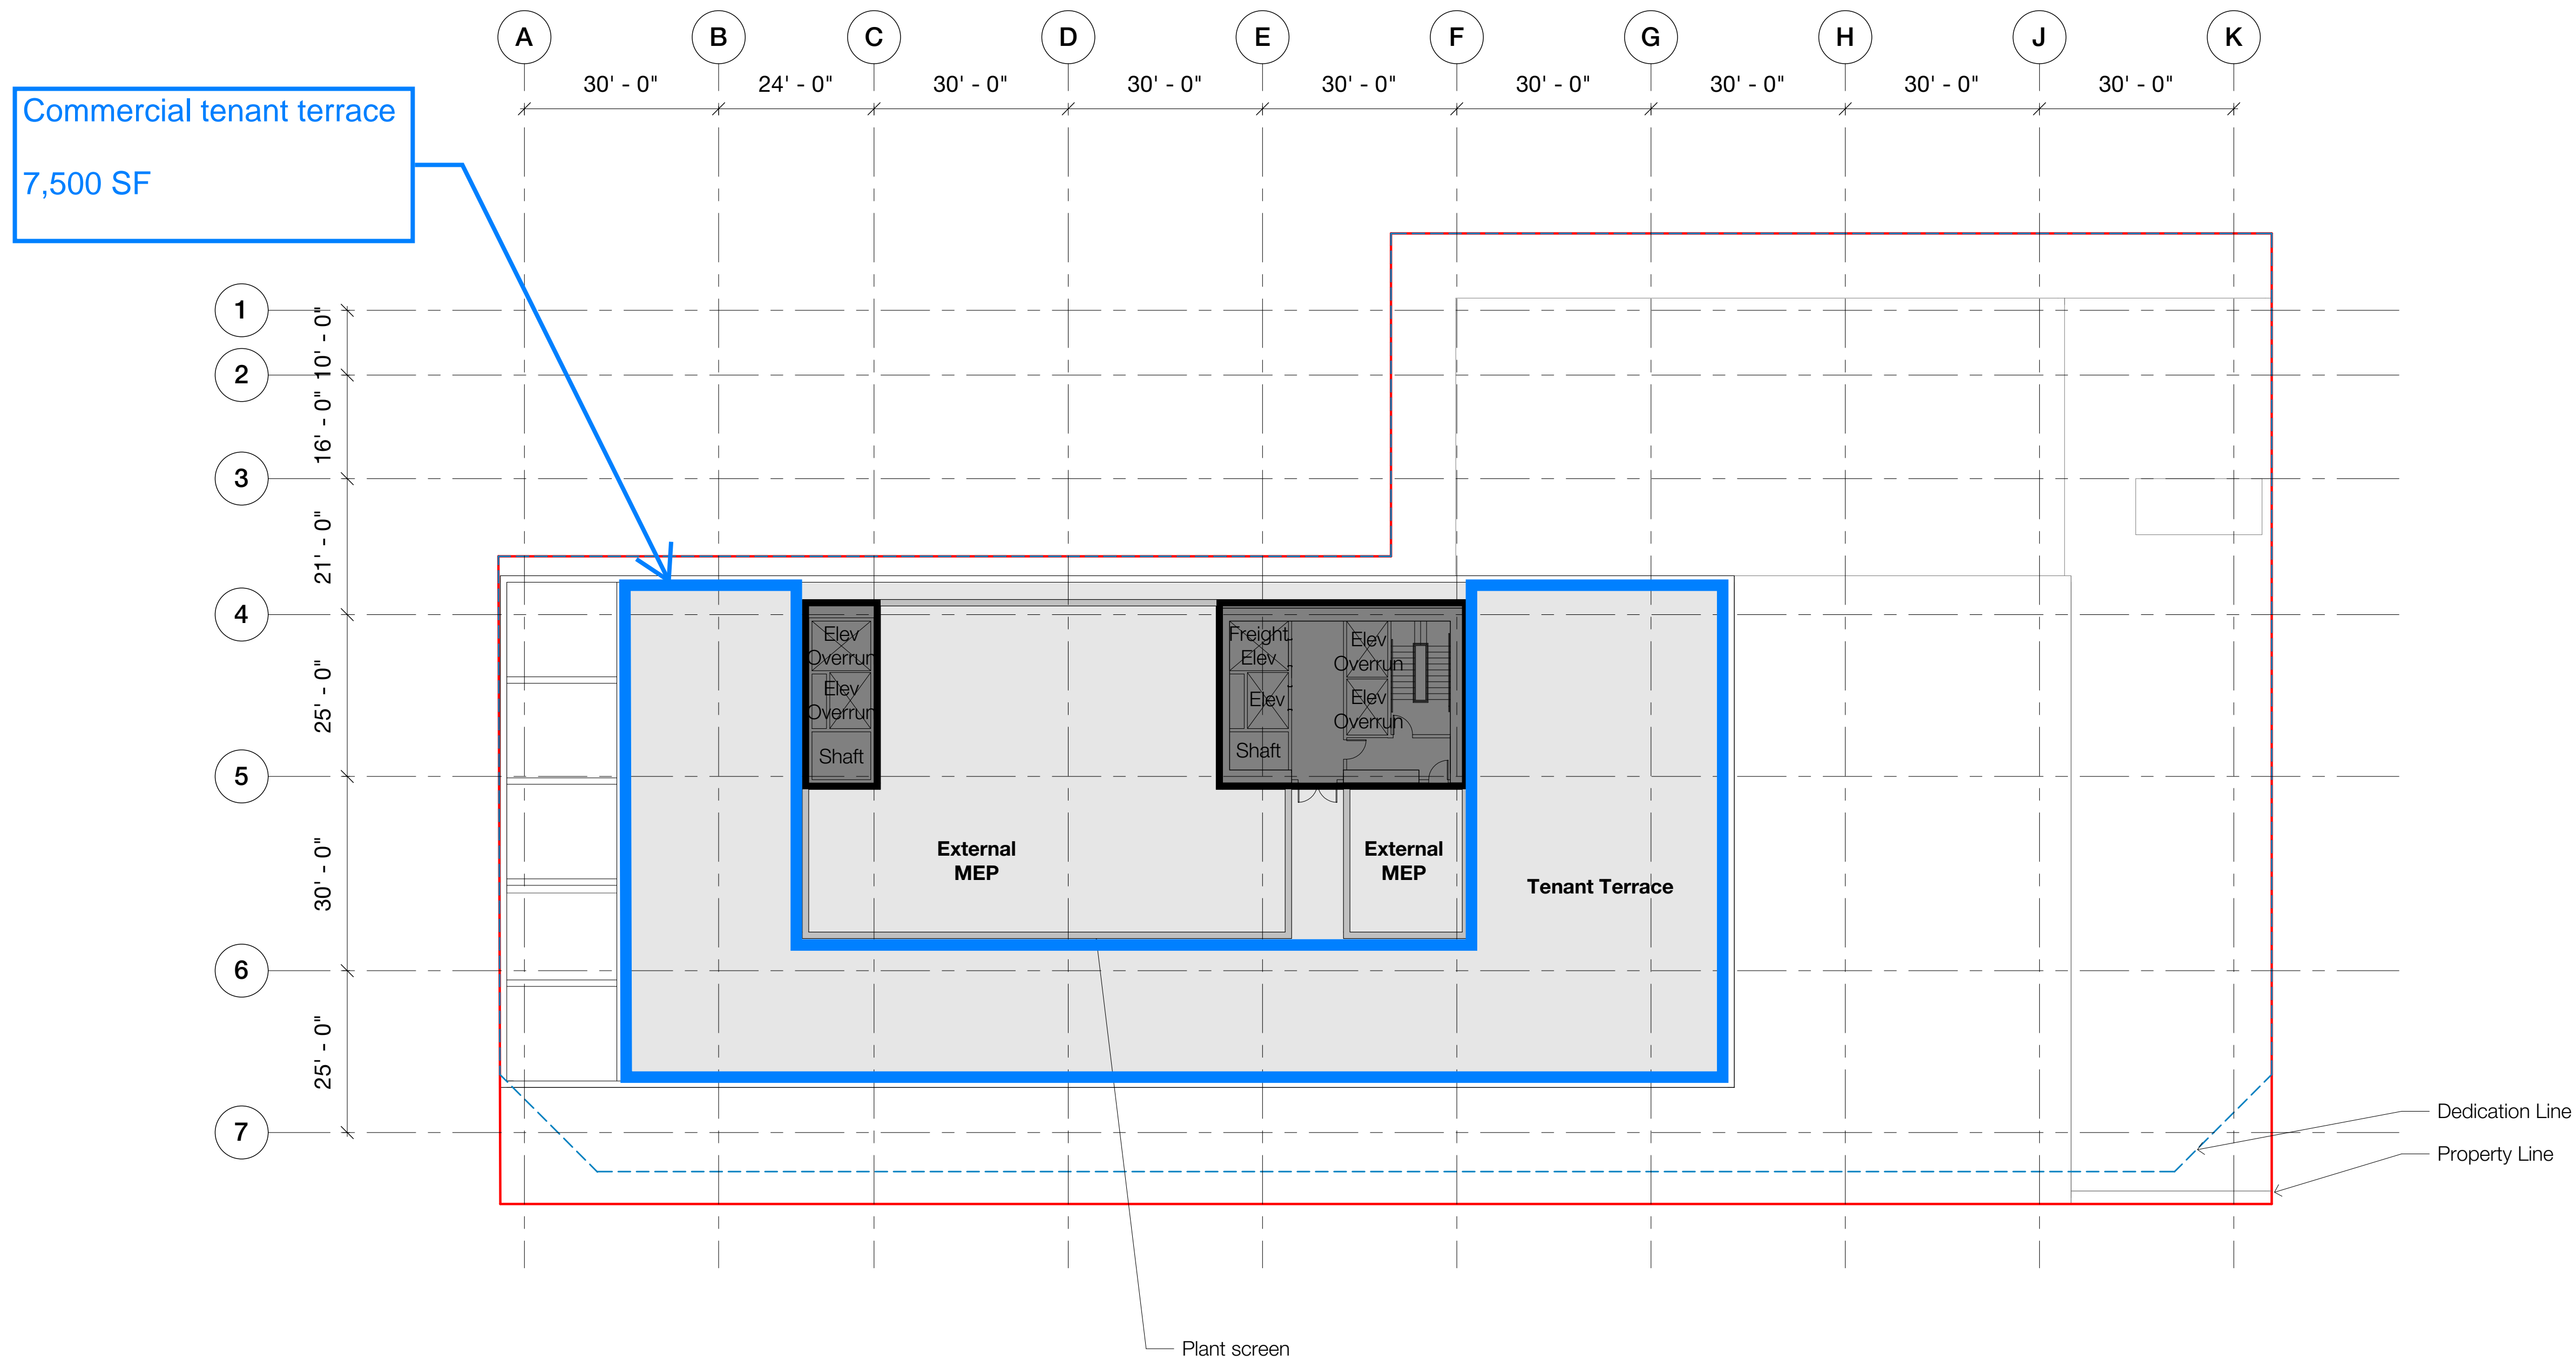 A B C D E F G H J K
30' - 0" 24' - 0" 30' - 0" 30' - 0" 30' - 0" 30' - 0" 30' - 0" 30' - 0" 30' - 0"
Commercial tenant terrace
7,500 SF
1
10' - 0"
2
16' - 0"
3
21' - 0"
4
25' - 0"
5
30' - 0"
6
25' - 0"
7
Elev
Overrun
Elev
Overrun
Shaft
Freight
Elev
Elev
Shaft
Elev
Overrun
Elev
Overrun
External
MEP
External
MEP
Tenant Terrace
Dedication Line
Property Line
Plant screen